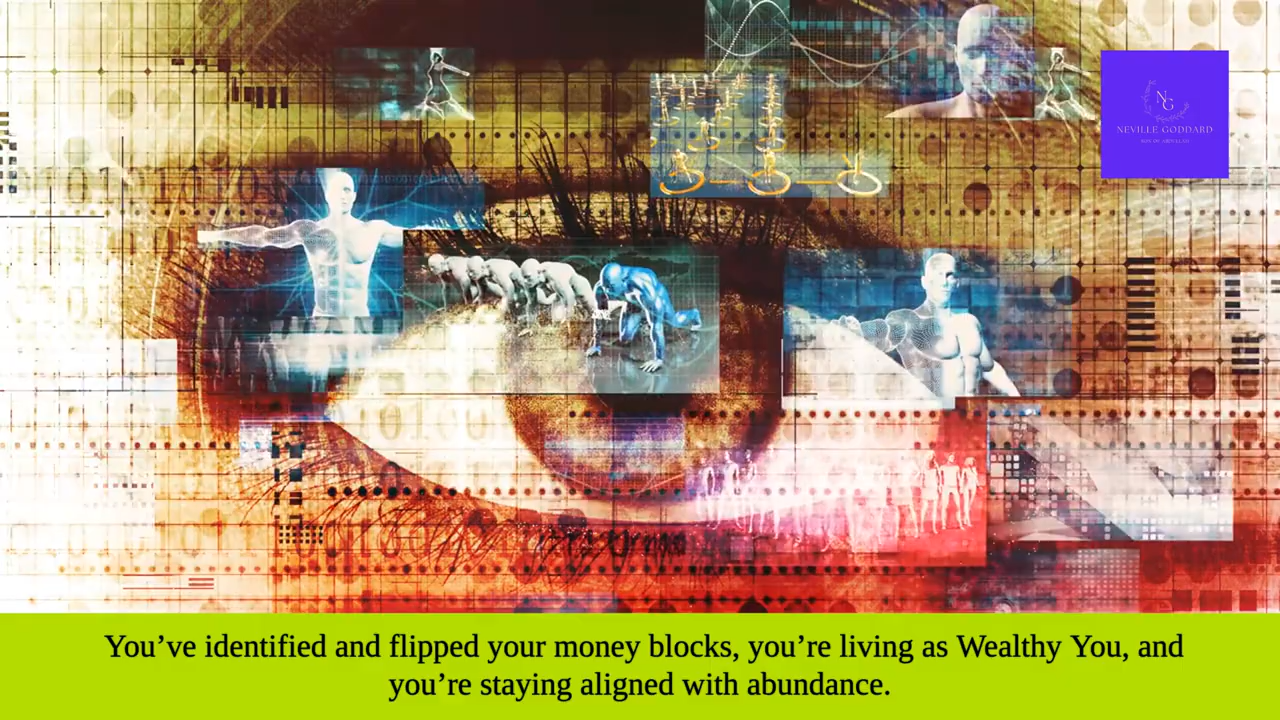 NG
NEVILLE GODDARD
You’ve identified and flipped your money blocks, you’re living as Wealthy You, and
you’re staying aligned with abundance.